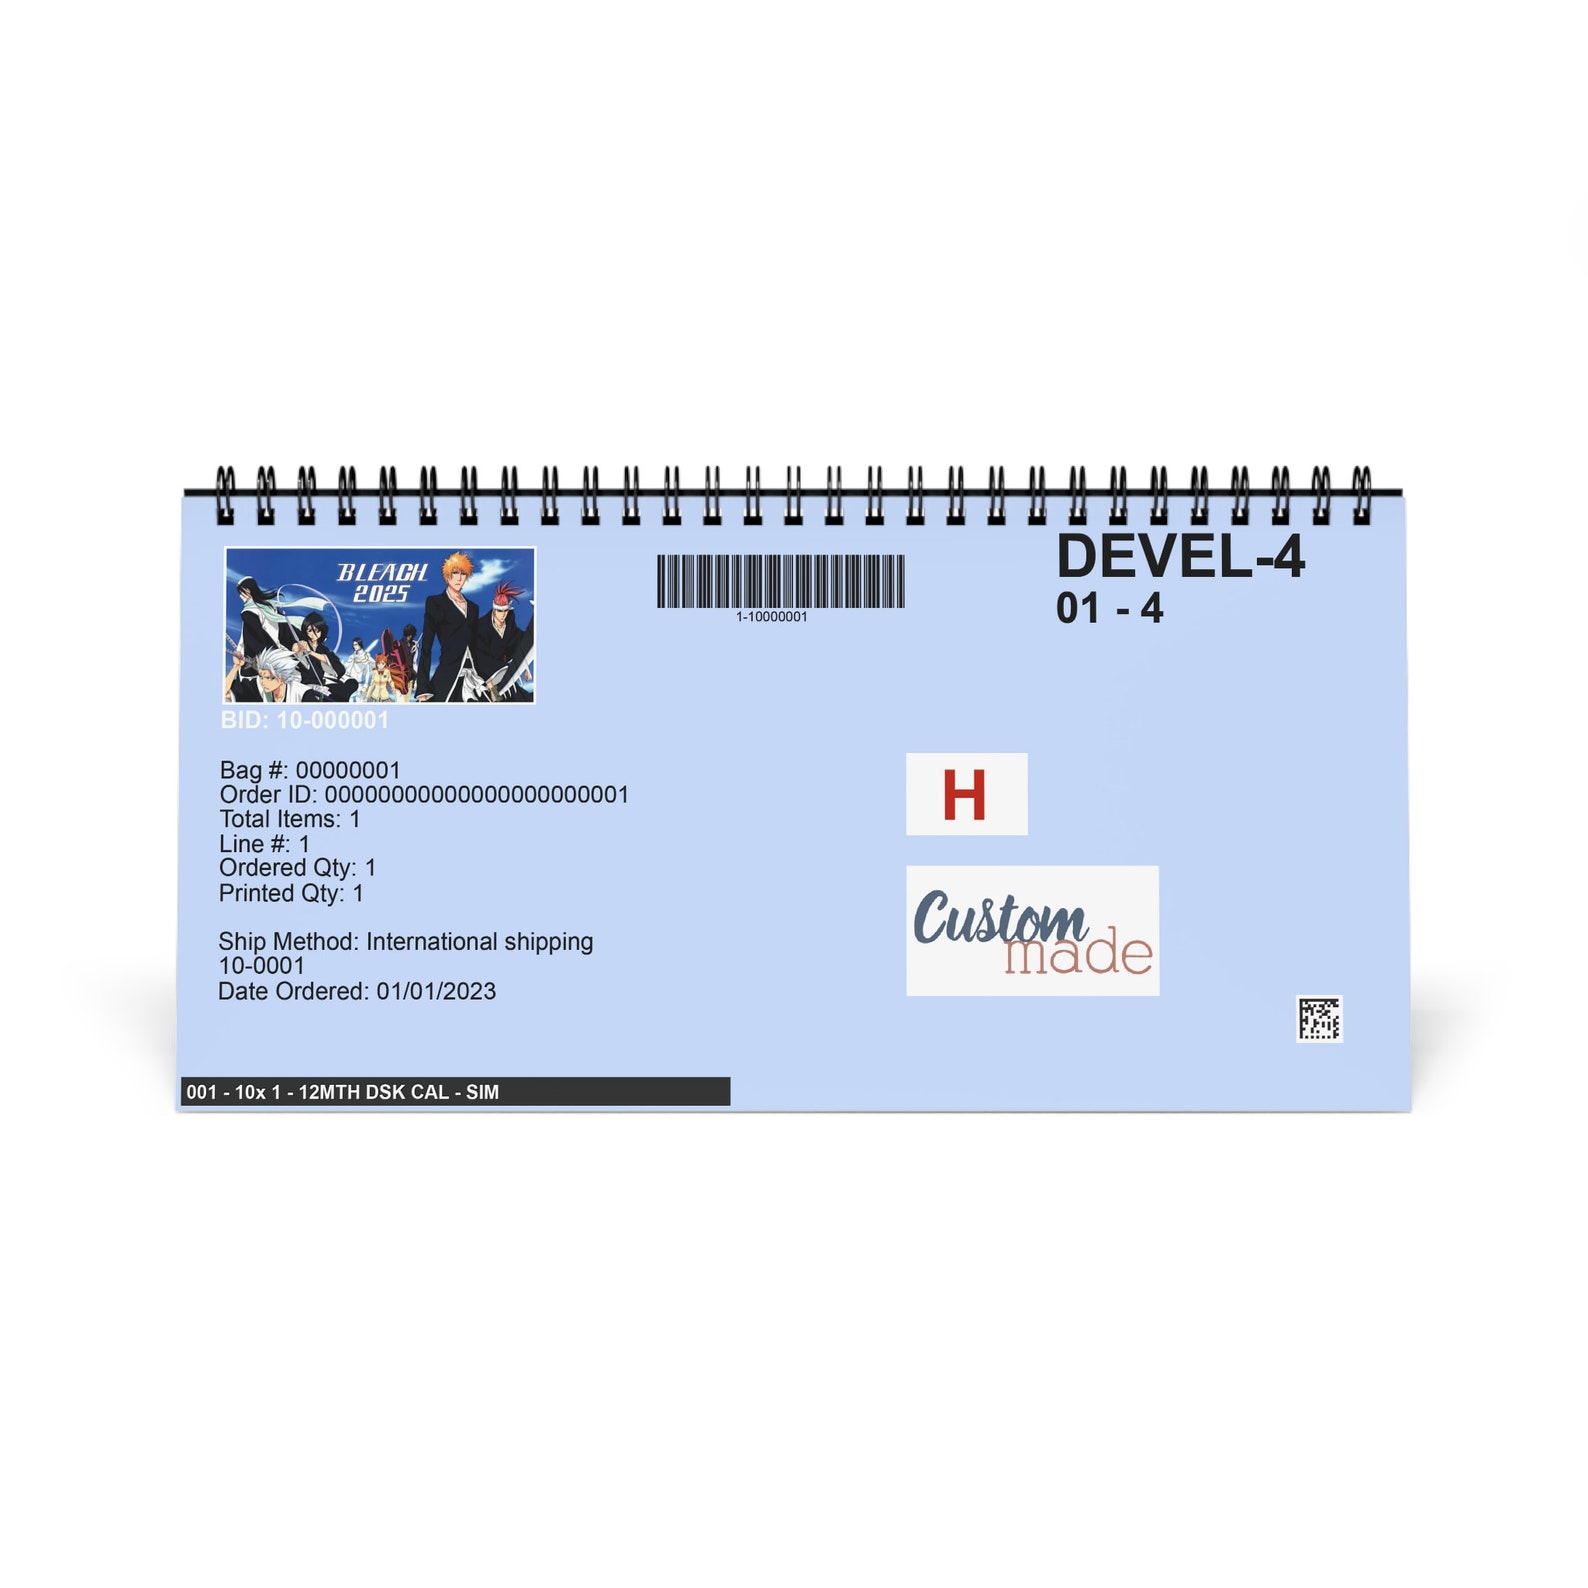 BLEACH
2025
BID: 10-000001
1-10000001
DEVEL-4
01 - 4
Bag #: 00000001
Order ID: 00000000000000000000001
Total Items: 1
Line #: 1
Ordered Qty: 1
Printed Qty: 1
Ship Method: International shipping
10-0001
Date Ordered: 01/01/2023
H
Custom
made
001 - 10x 1 - 12MTH DSK CAL - SIM